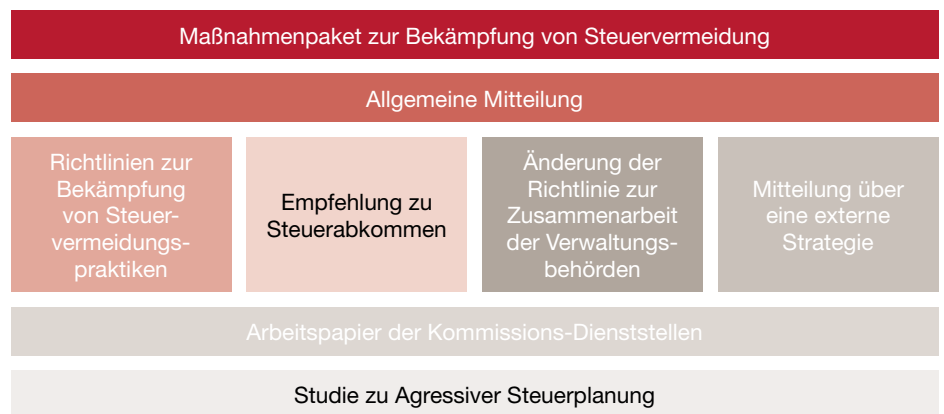 Maßnahmenpaket zur Bekämpfung von Steuervermeidung
Allgemeine Mitteilung
Richtlinien zur
Bekämpfung
von Steuer-
vermeidungs-
praktiken
Empfehlung zu
Steuerabkommen
Änderung der
Richtlinie zur
Zusammenarbeit
der Verwaltungs-
behörden
Mitteilung über
eine externe
Strategie
Arbeitspapier der Kommissions-Dienststellen
Studie zu Agressiver Steuerplanung